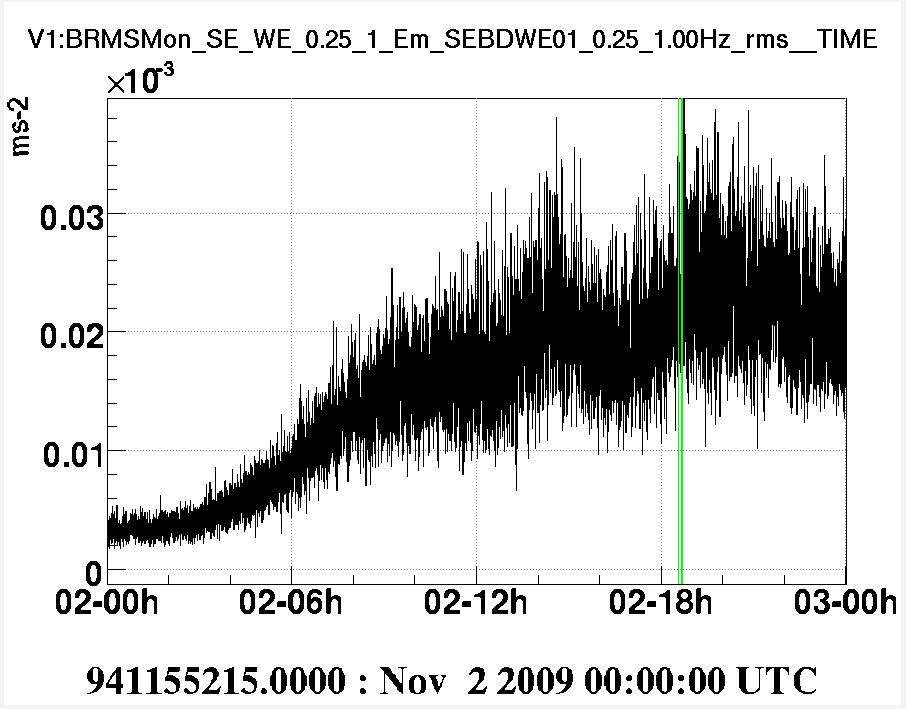 V1:BRMSMon_SE_WE_0.25_1_Em_SEBDWE01_0.25_1.00Hz_rms__TIME
×10-3
ms-2
0.03
0.02
0.01
0
02-00h 02-06h 02-12h 02-18h 03-00h
941155215.0000 : Nov 2 2009 00:00:00 UTC